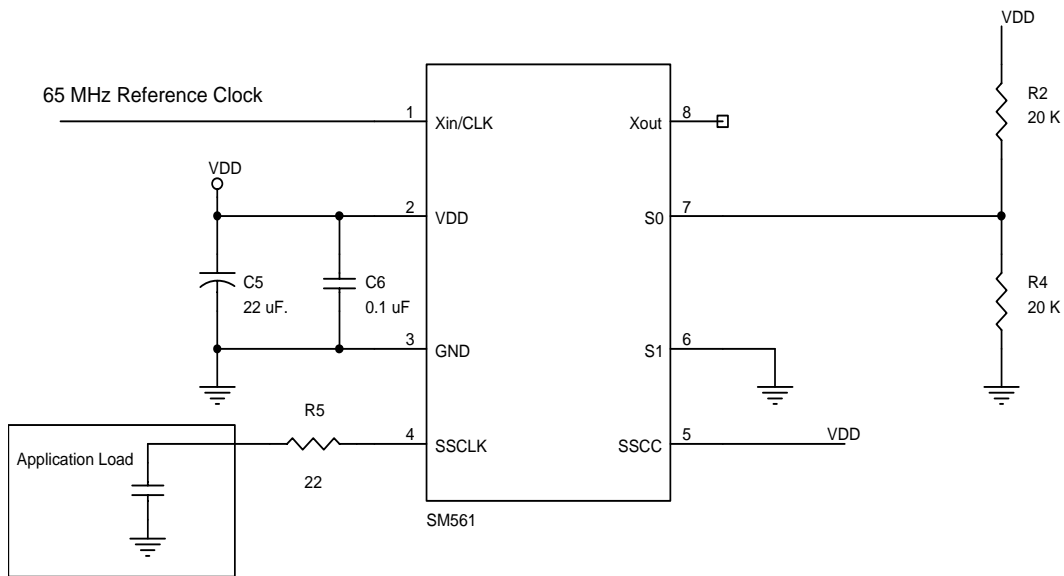 VDD
65 MHz Reference Clock
R2
20 K
1
Xin/CLK
Xout
8
VDD
2
VDD
S0
7
C5
22 uF.
C6
0.1 uF
R4
20 K
3
GND
S1
6
R5
22
4
SSCLK
SSCC
5
VDD
Application Load
SM561